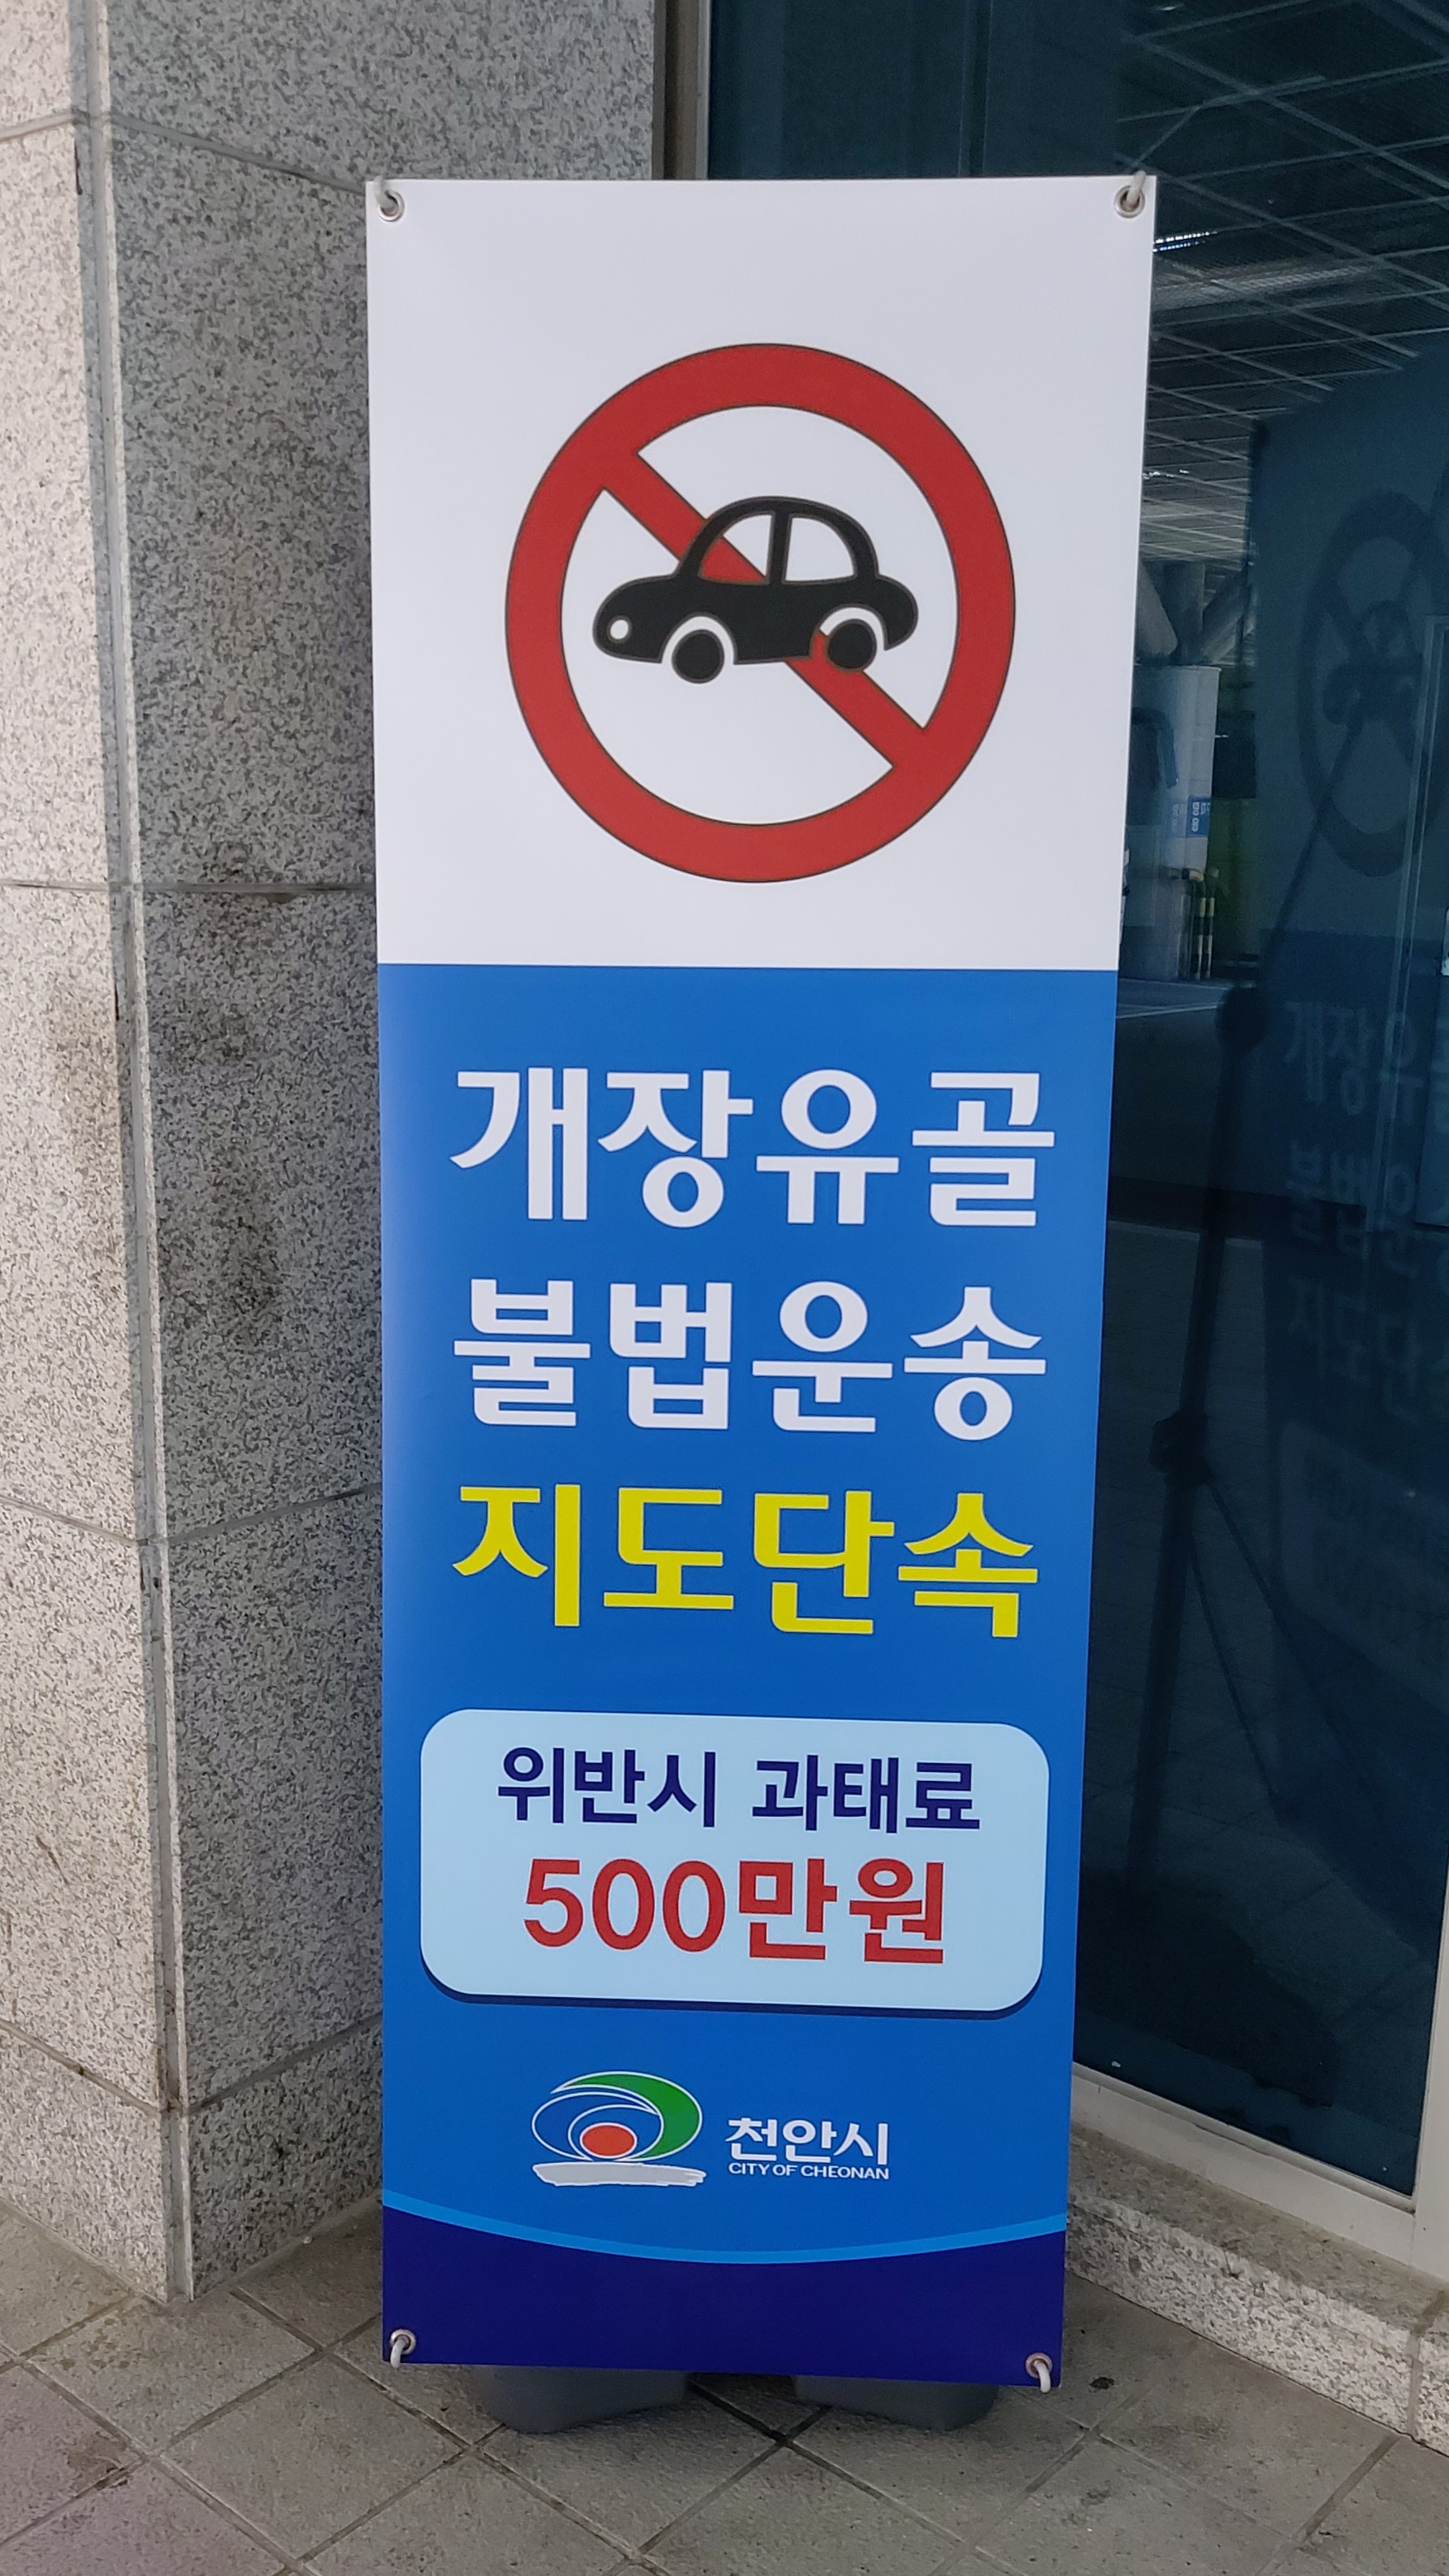 개장유골
불법운송
지도단속
위반시 과태료
500만원
천안시
CITY OF CHEONAN